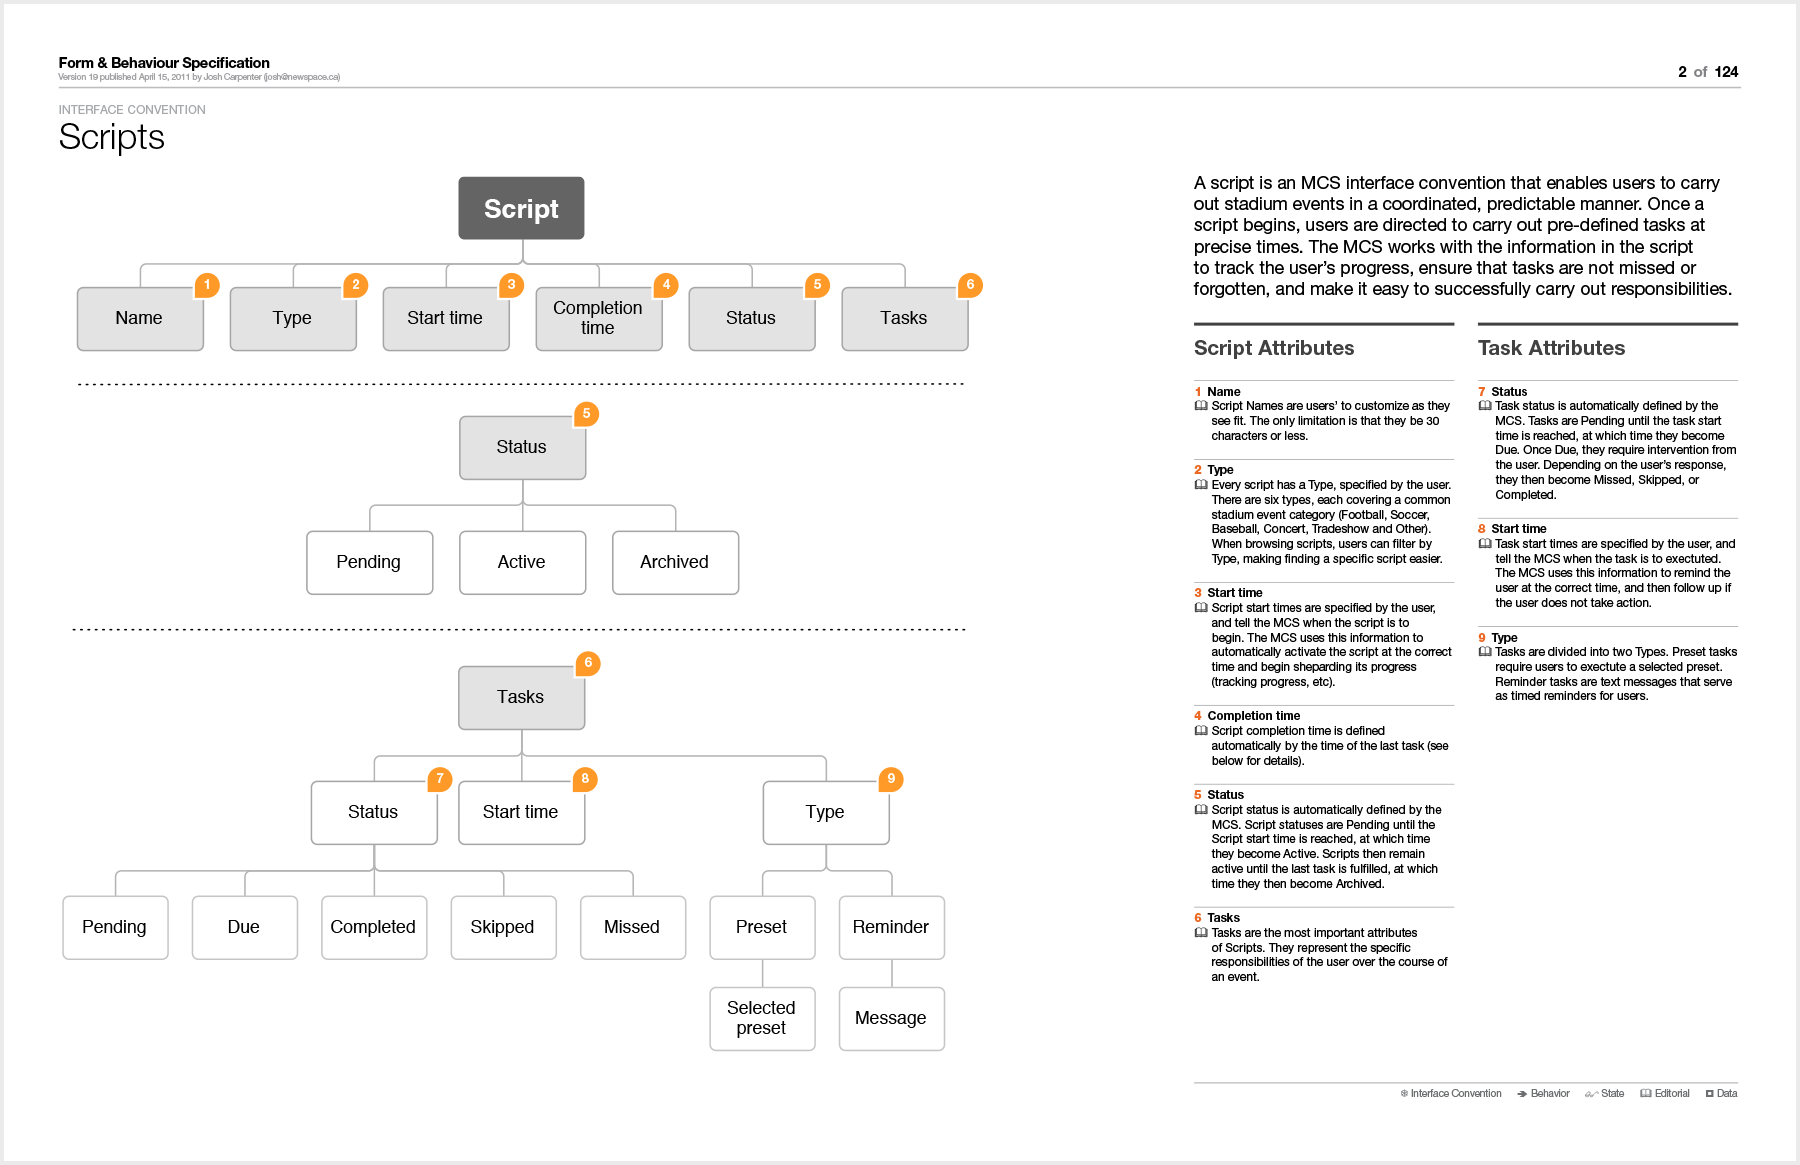 Form & Behaviour Specification
Version 19 published April 15, 2011 by Josh Carpenter (josh@newspace.ca)
2 of 124
INTERFACE CONVENTION
Scripts
Script
1
2
3
4
5
6
Name
Type
Start time
Completion
time
Status
Tasks
5
Status
Pending
Active
Archived
6
Tasks
7
8
9
Status
Start time
Type
Pending
Due
Completed
Skipped
Missed
Preset
Reminder
Selected
preset
Message
A script is an MCS interface convention that enables users to carry
out stadium events in a coordinated, predictable manner. Once a
script begins, users are directed to carry out pre-defined tasks at
precise times. The MCS works with the information in the script
to track the user's progress, ensure that tasks are not missed or
forgotten, and make it easy to successfully carry out responsibilities.
Script Attributes
1 Name
Script Names are users' to customize as they
see fit. The only limitation is that they be 30
characters or less.
2 Type
Every script has a Type, specified by the user.
There are six types, each covering a common
stadium event category (Football, Soccer,
Baseball, Concert, Tradeshow and Other).
When browsing scripts, users can filter by
Type, making finding a specific script easier.
3 Start time
Script start times are specified by the user,
and tell the MCS when the script is to
begin. The MCS uses this information to
automatically activate the script at the correct
time and begin sheparding its progress
(tracking progress, etc).
4 Completion time
Script completion time is defined
automatically by the time of the last task (see
below for details).
5 Status
Script status is automatically defined by the
MCS. Script statuses are Pending until the
Script start time is reached, at which time
they become Active. Scripts then remain
active until the last task is fulfilled, at which
time they then become Archived.
6 Tasks
Tasks are the most important attributes
of Scripts. They represent the specific
responsibilities of the user over the course of
an event.
Task Attributes
7 Status
Task status is automatically defined by the
MCS. Tasks are Pending until the task start
time is reached, at which time they become
Due. Once Due, they require intervention from
the user. Depending on the user's response,
they then become Missed, Skipped, or
Completed.
8 Start time
Task start times are specified by the user, and
tell the MCS when the task is to exectuted.
The MCS uses this information to remind the
user at the correct time, and then follow up if
the user does not take action.
9 Type
Tasks are divided into two Types. Preset tasks
require users to exectute a selected preset.
Reminder tasks are text messages that serve
as timed reminders for users.
Interface Convention Behavior State Editorial Data